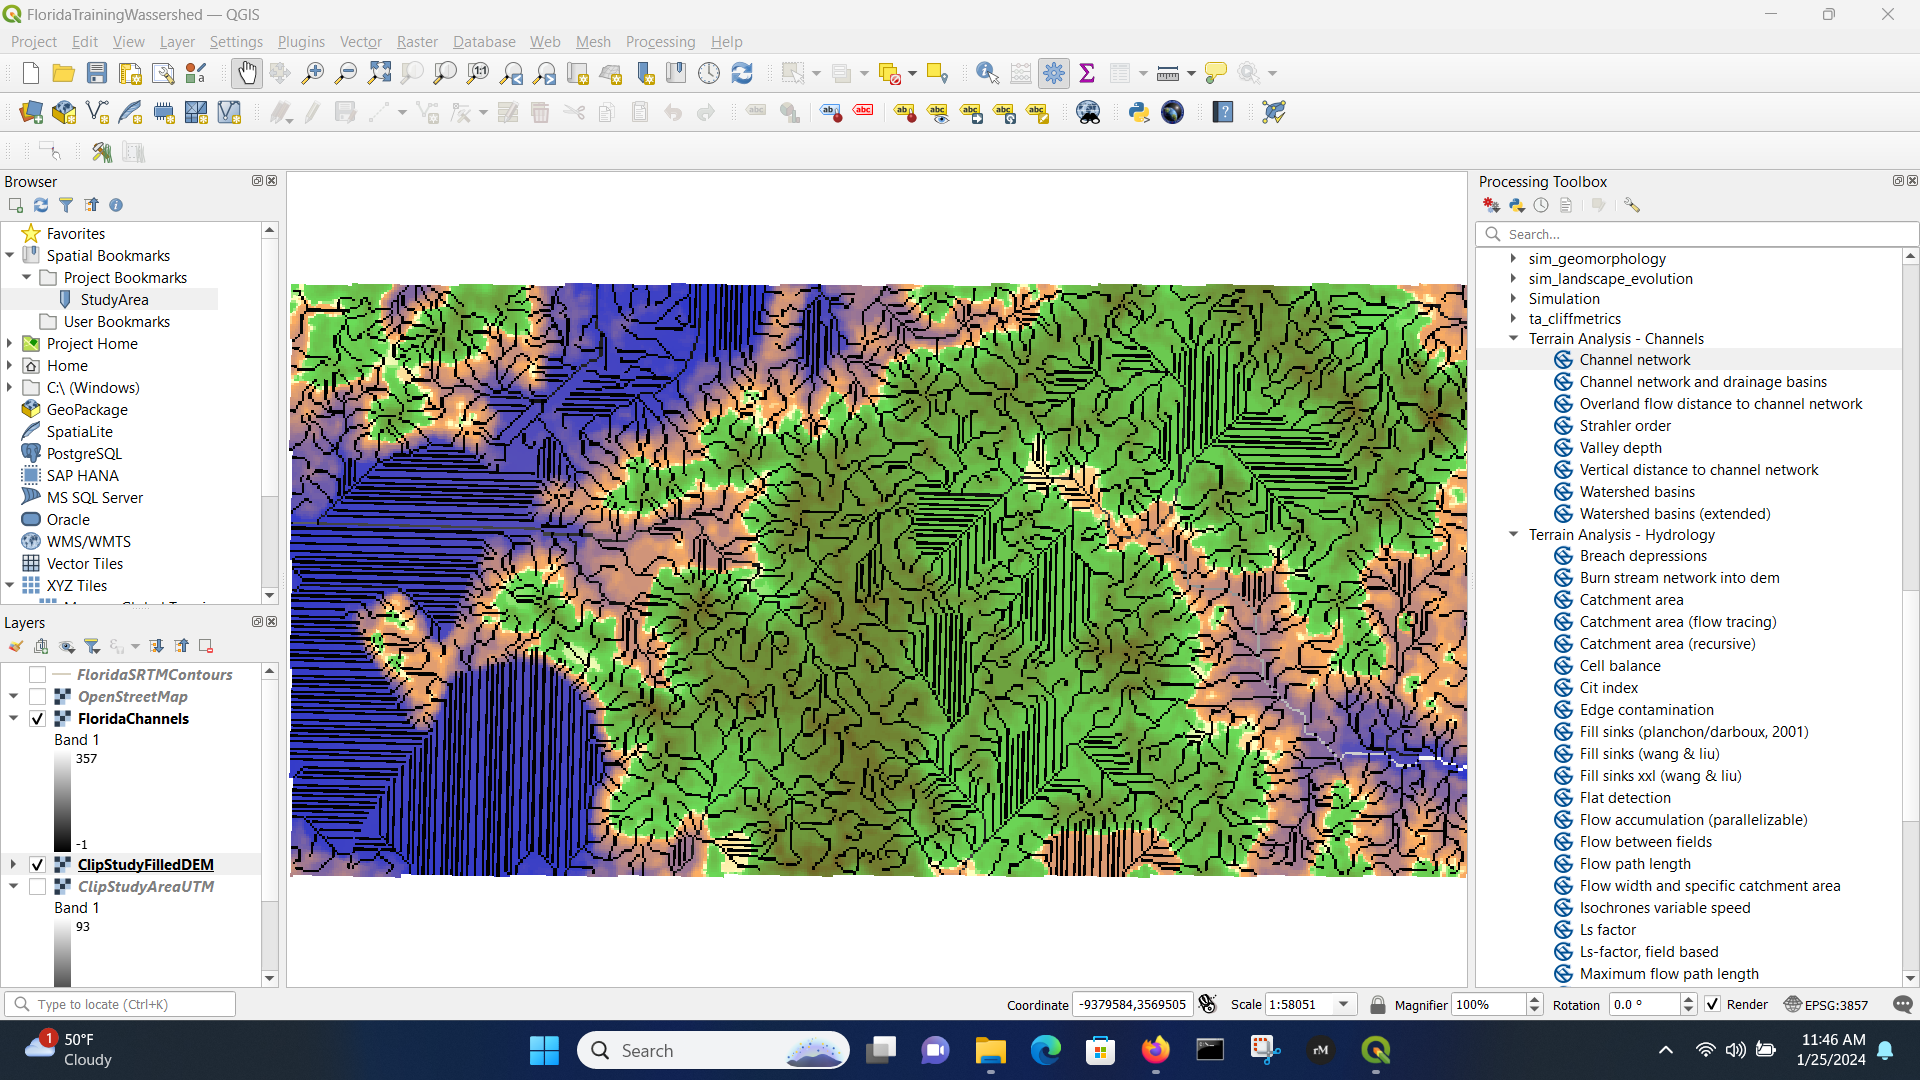 FloridaTrainingWassershed — QGIS
Project Edit View Layer Settings Plugins Vector Raster Database Web Mesh Processing Help
Browser
Favorites
Spatial Bookmarks
Project Bookmarks
StudyArea
User Bookmarks
Project Home
Home
C:\ (Windows)
GeoPackage
SpatiaLite
PostgreSQL
SAP HANA
MS SQL Server
Oracle
WMS/WMTS
Vector Tiles
XYZ Tiles
Layers
FloridaSRTMContours
OpenStreetMap
FloridaChannels
Band 1
357
-1
ClipStudyFilledDEM
ClipStudyAreaUTM
Band 1
93
Processing Toolbox
Search...
sim_geomorphology
sim_landscape_evolution
Simulation
ta_cliffmetrics
Terrain Analysis - Channels
Channel network
Channel network and drainage basins
Overland flow distance to channel network
Strahler order
Valley depth
Vertical distance to channel network
Watershed basins
Watershed basins (extended)
Terrain Analysis - Hydrology
Breach depressions
Burn stream network into dem
Catchment area
Catchment area (flow tracing)
Catchment area (recursive)
Cell balance
Cit index
Edge contamination
Fill sinks (planchon/darboux, 2001)
Fill sinks (wang & liu)
Fill sinks xxl (wang & liu)
Flat detection
Flow accumulation (parallelizable)
Flow between fields
Flow path length
Flow width and specific catchment area
Isochrones variable speed
Ls factor
Ls-factor, field based
Maximum flow path length
Type to locate (Ctrl+K)
Coordinate -9379584,3569505 Scale 1:58051 Magnifier 100% Rotation 0.0 ° Render EPSG:3857
1
50°F
Cloudy
Search
rM
11:46 AM
1/25/2024